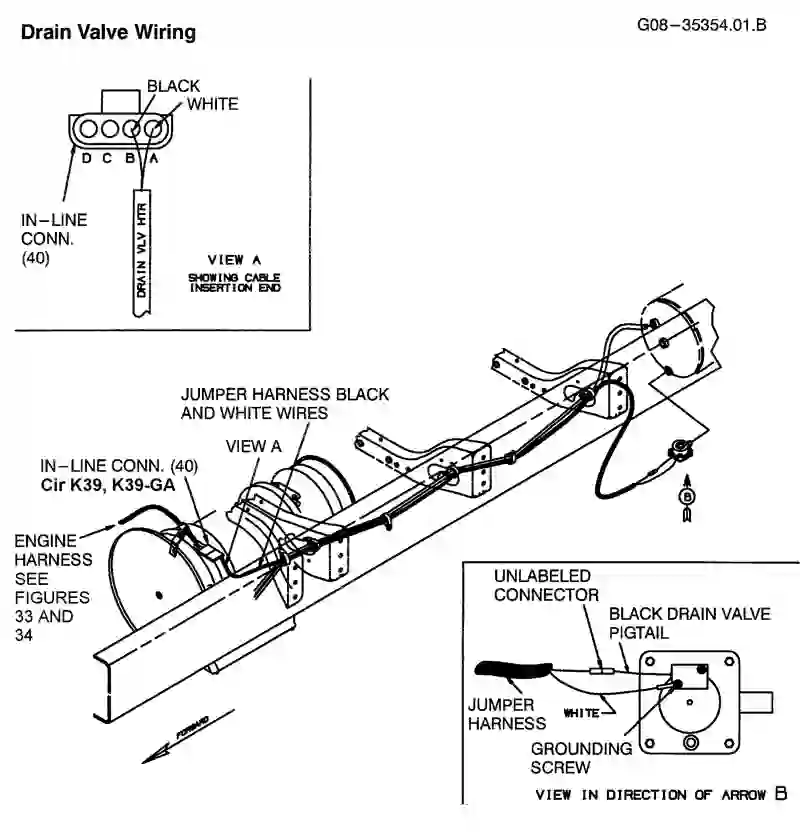 Drain Valve Wiring
G08-35354.01.B
BLACK
WHITE
D C B A
IN-LINE
CONN.
(40)
DRAIN VLV HTR
VIEW A
SHOWING CABLE
INSERTION END
JUMPER HARNESS BLACK
AND WHITE WIRES
VIEW A
IN-LINE CONN. (40)
Cir K39, K39-GA
ENGINE
HARNESS
SEE
FIGURES
33 AND
34
B
FORWARD
UNLABELED
CONNECTOR
BLACK DRAIN VALVE
PIGTAIL
JUMPER
HARNESS
WHITE
GROUNDING
SCREW
VIEW IN DIRECTION OF ARROW B